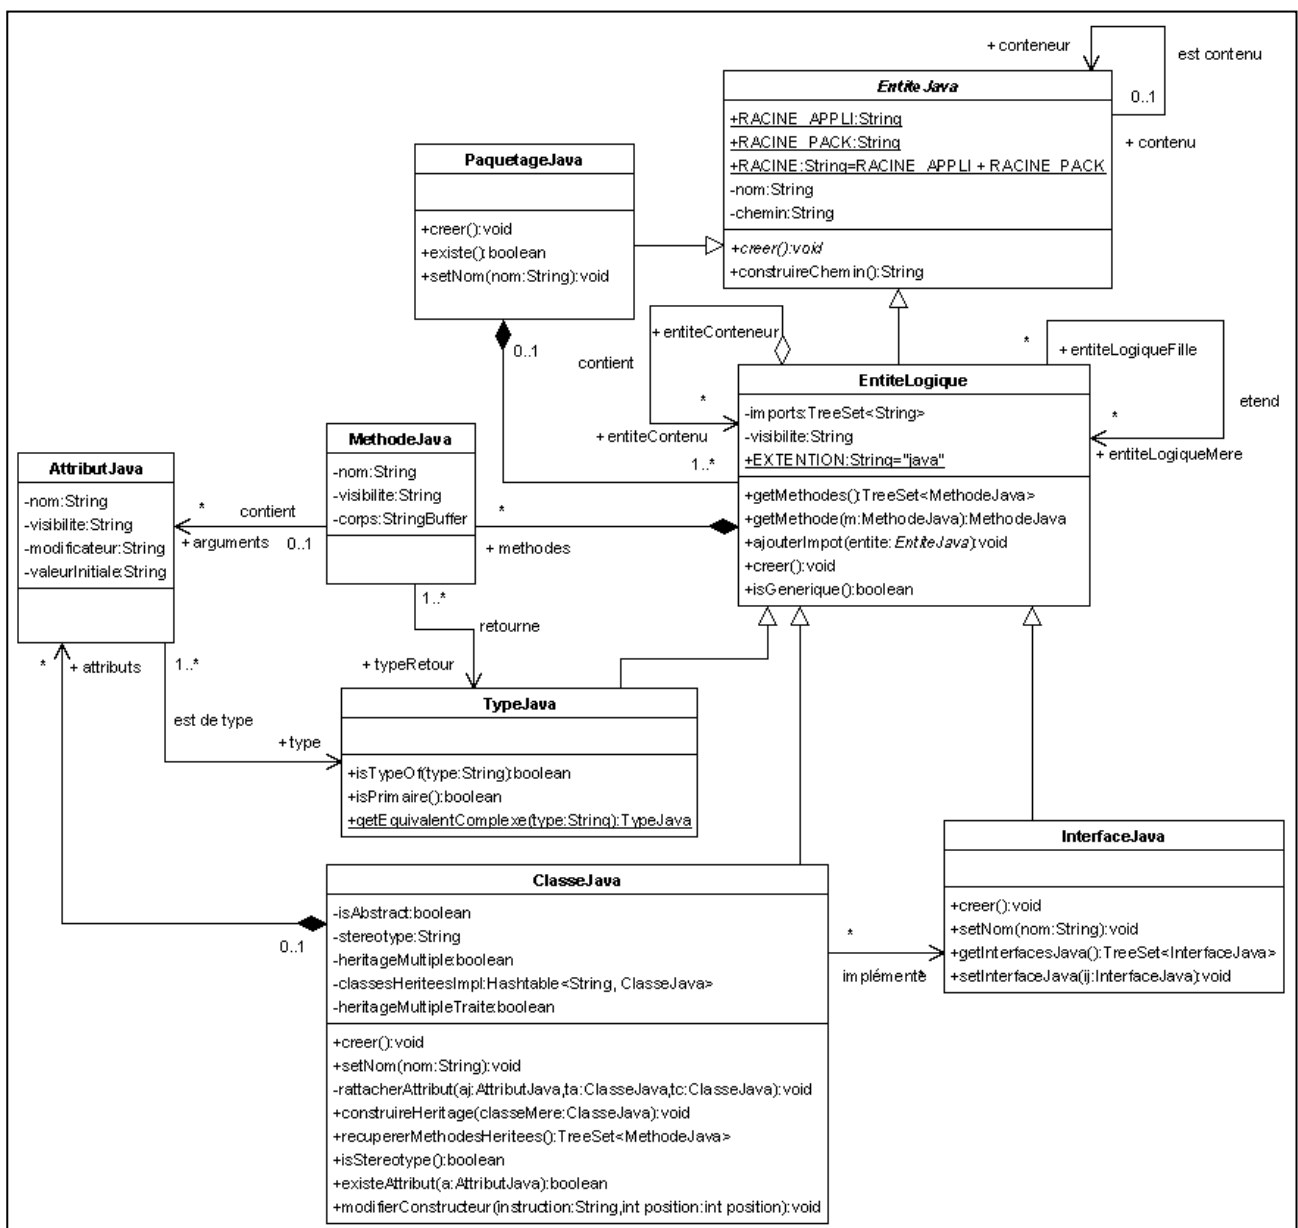 + conteneur
est contenu
0..1
+ contenu
EntiteJava
+RACINE_APPLI:String
+RACINE_PACK:String
+RACINE:String=RACINE_APPLI + RACINE_PACK
-nom:String
-chemin:String
+creer():void
+construireChemin():String
PaquetageJava
+creer():void
+existe():boolean
+setNom(nom:String):void
0..1
1..*
+ entiteConteneur
contient
*
+ entiteContenu
*
+ entiteLogiqueFille
etend
*
+ entiteLogiqueMere
EntiteLogique
-imports:TreeSet<String>
-visibilite:String
+EXTENTION:String="java"
+getMethodes():TreeSet<MethodeJava>
+getMethode(m:MethodeJava):MethodeJava
+ajouterImpot(entite:EntiteJava):void
+creer():void
+isGenerique():boolean
MethodeJava
-nom:String
-visibilite:String
-corps:StringBuffer
*
+ methodes
AttributJava
-nom:String
-visibilite:String
-modificateur:String
-valeurInitiale:String
*
contient
+ arguments
0..1
1..*
retourne
+ typeRetour
* + attributs
1..*
est de type
+type
TypeJava
+isTypeOf(type:String):boolean
+isPrimaire():boolean
+getEquivalentComplexe(type:String):TypeJava
InterfaceJava
+creer():void
+setNom(nom:String):void
+getInterfacesJava():TreeSet<InterfaceJava>
+setInterfaceJava(ij:InterfaceJava):void
*
implémente
*
0..1
ClasseJava
-isAbstract:boolean
-stereotype:String
-heritageMultiple:boolean
-classesHeriteesImpl:Hashtable<String, ClasseJava>
-heritageMultipleTraite:boolean
+creer():void
+setNom(nom:String):void
-rattacherAttribut(aj:AttributJava,ta:ClasseJava,tc:ClasseJava):void
+construireHeritage(classeMere:ClasseJava):void
+recupererMethodesHeritees():TreeSet<MethodeJava>
+isStereotype():boolean
+existeAttribut(a:AttributJava):boolean
+modifierConstructeur(instruction:String,int position:int position):void